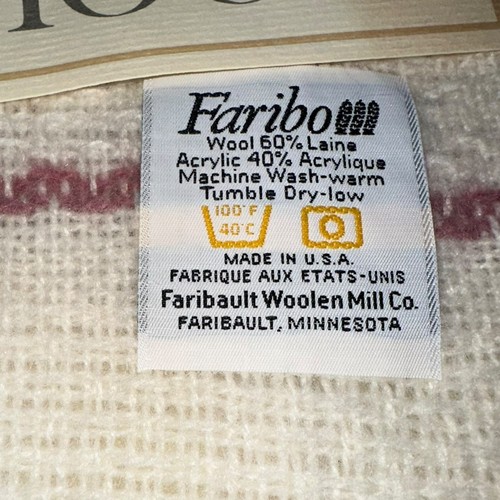 Faribo
Wool 60% Laine
Acrylic 40% Acrylique
Machine Wash-warm
Tumble Dry-low
100°F
40°C
MADE IN U.S.A.
FABRIQUE AUX ETATS-UNIS
Faribault Woolen Mill Co.
FARIBAULT, MINNESOTA